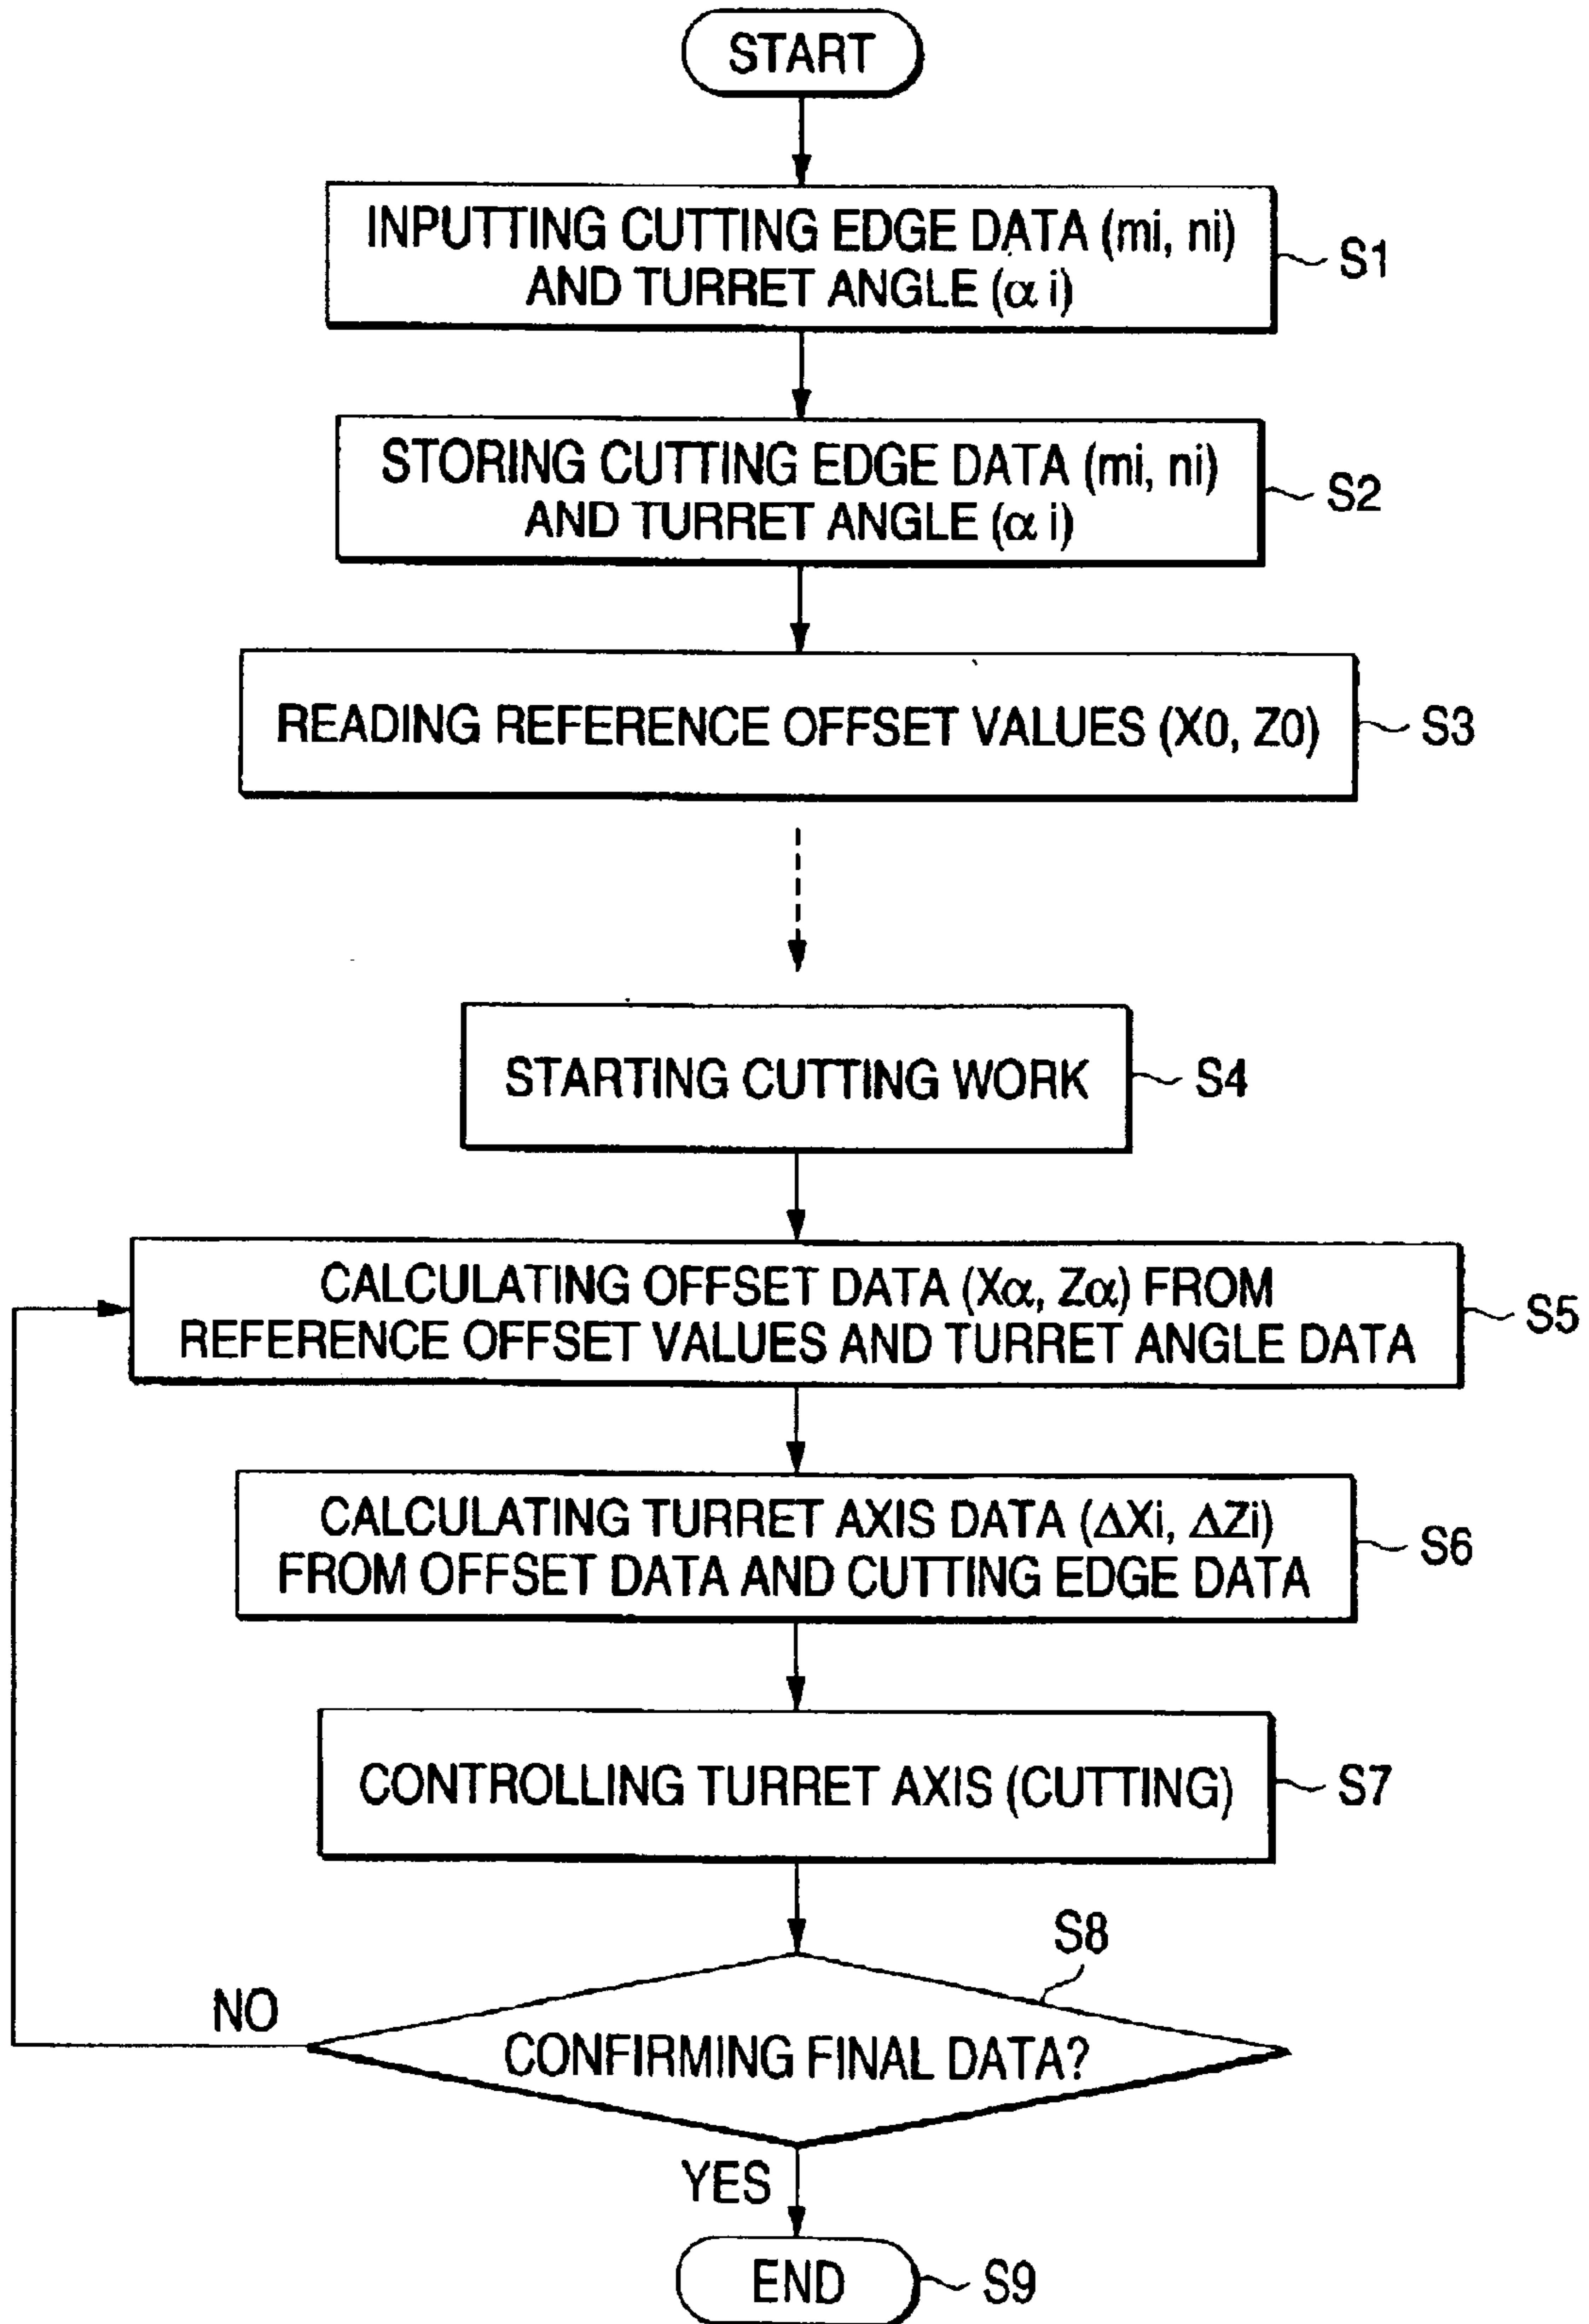 START
INPUTTING CUTTING EDGE DATA (mi, ni)
AND TURRET ANGLE (α i)
S1
STORING CUTTING EDGE DATA (mi, ni)
AND TURRET ANGLE (α i)
S2
READING REFERENCE OFFSET VALUES (X0, Z0)
S3
STARTING CUTTING WORK
S4
CALCULATING OFFSET DATA (Xα, Zα) FROM
REFERENCE OFFSET VALUES AND TURRET ANGLE DATA
S5
CALCULATING TURRET AXIS DATA (ΔXi, ΔZi)
FROM OFFSET DATA AND CUTTING EDGE DATA
S6
CONTROLLING TURRET AXIS (CUTTING)
S7
S8
NO
CONFIRMING FINAL DATA?
YES
END
S9